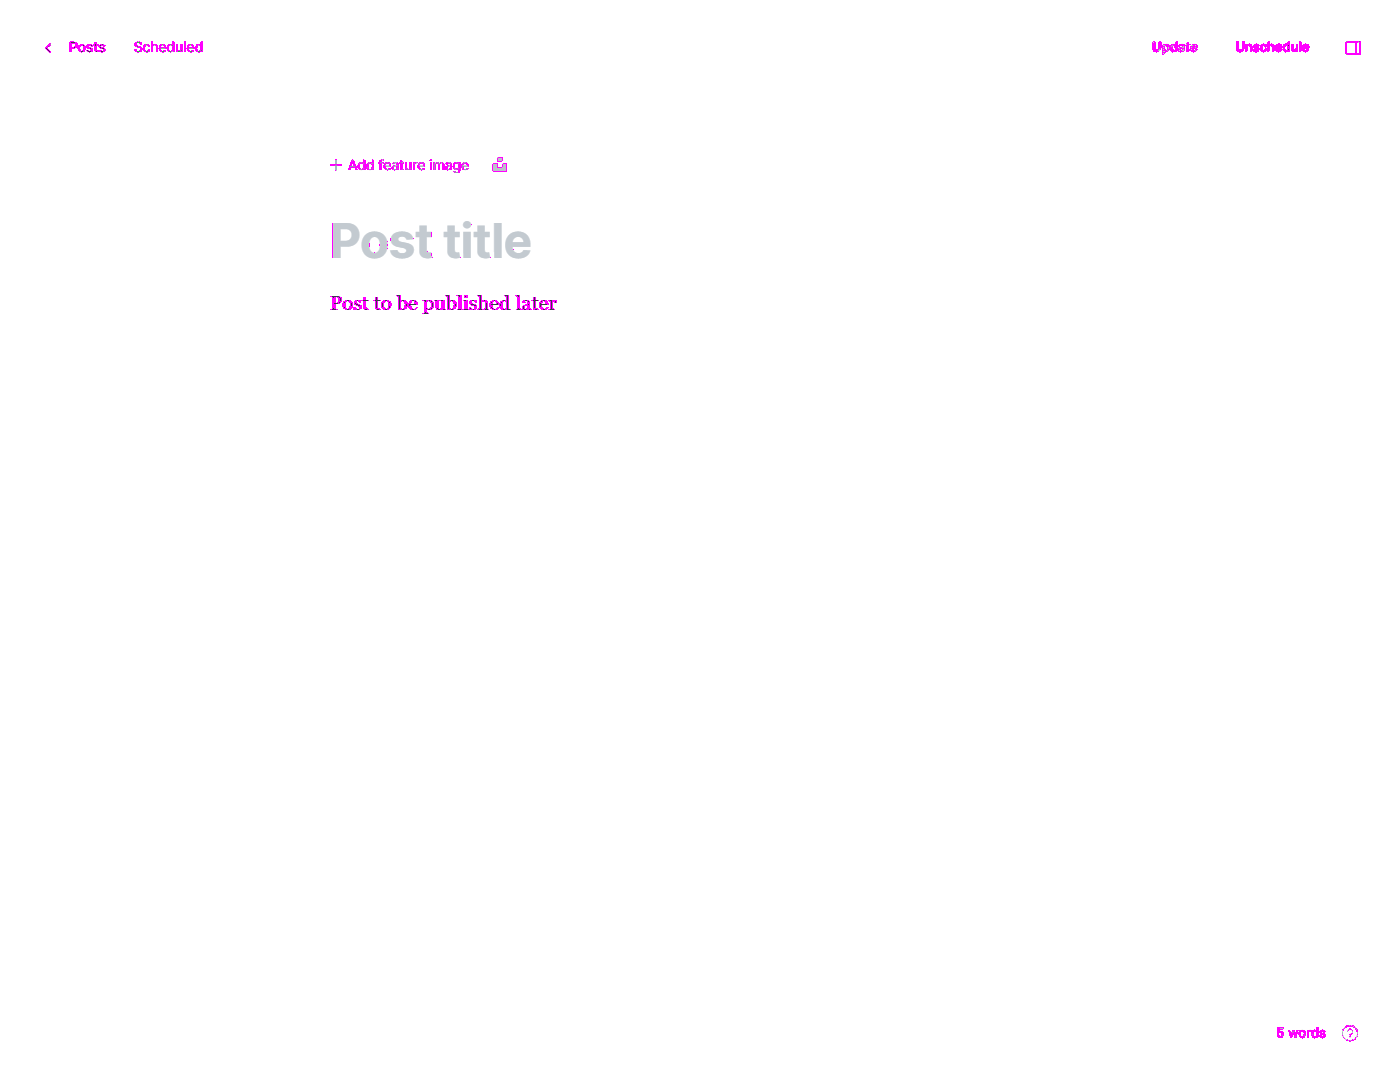 Posts Scheduled Update Unschedule
Add feature image
Post title
Post to be published later
5 words